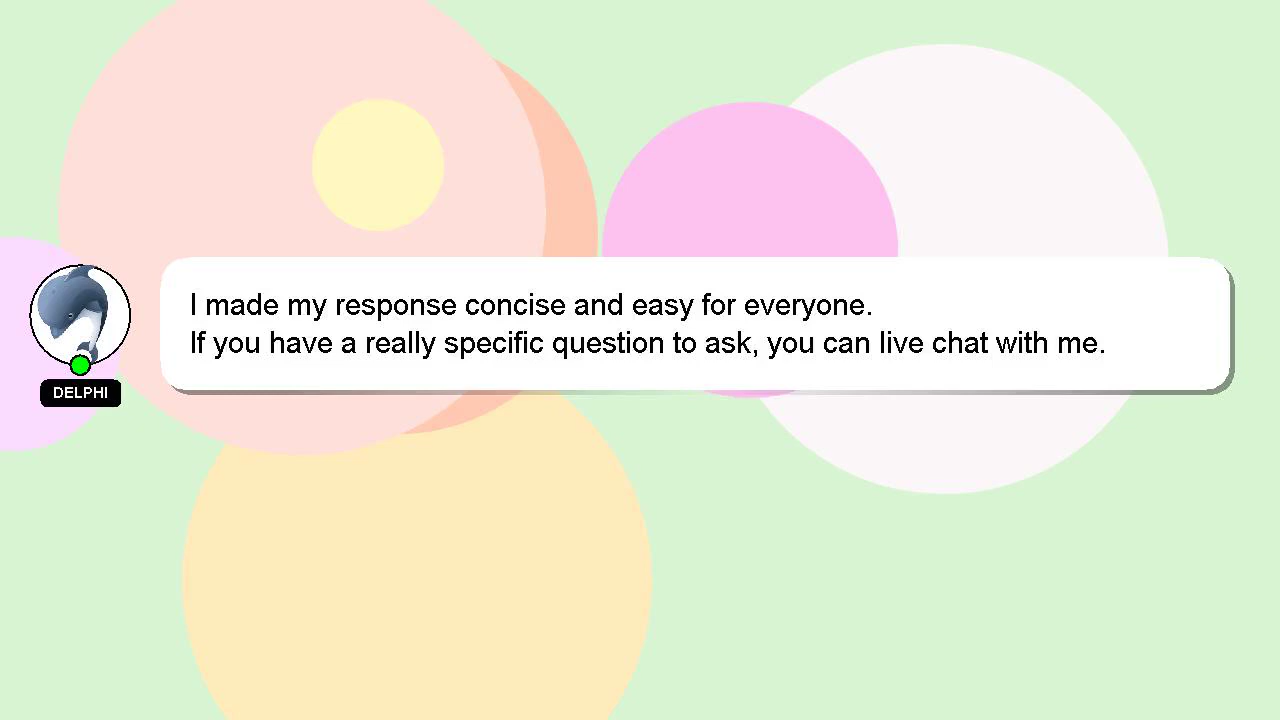 I made my response concise and easy for everyone.
If you have a really specific question to ask, you can live chat with me.
DELPHI